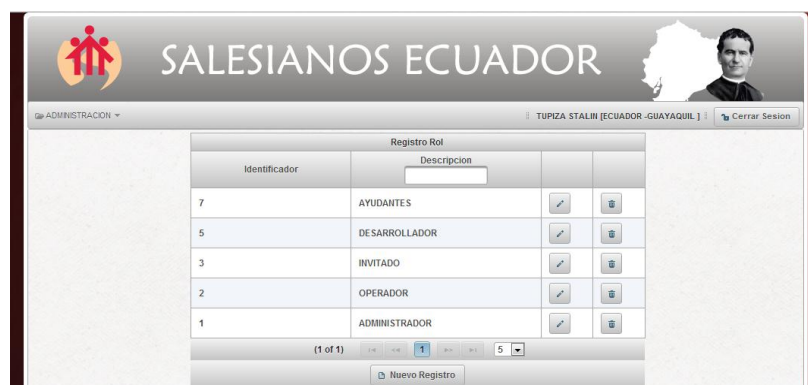 SALESIANOS ECUADOR
ADMINISTRACION
TUPIZA STALIN [ECUADOR -GUAYAQUIL ]
Cerrar Sesion
Registro Rol
Identificador
Descripcion
7 AYUDANTES
5 DESARROLLADOR
3 INVITADO
2 OPERADOR
1 ADMINISTRADOR
(1 of 1) 1 5
Nuevo Registro